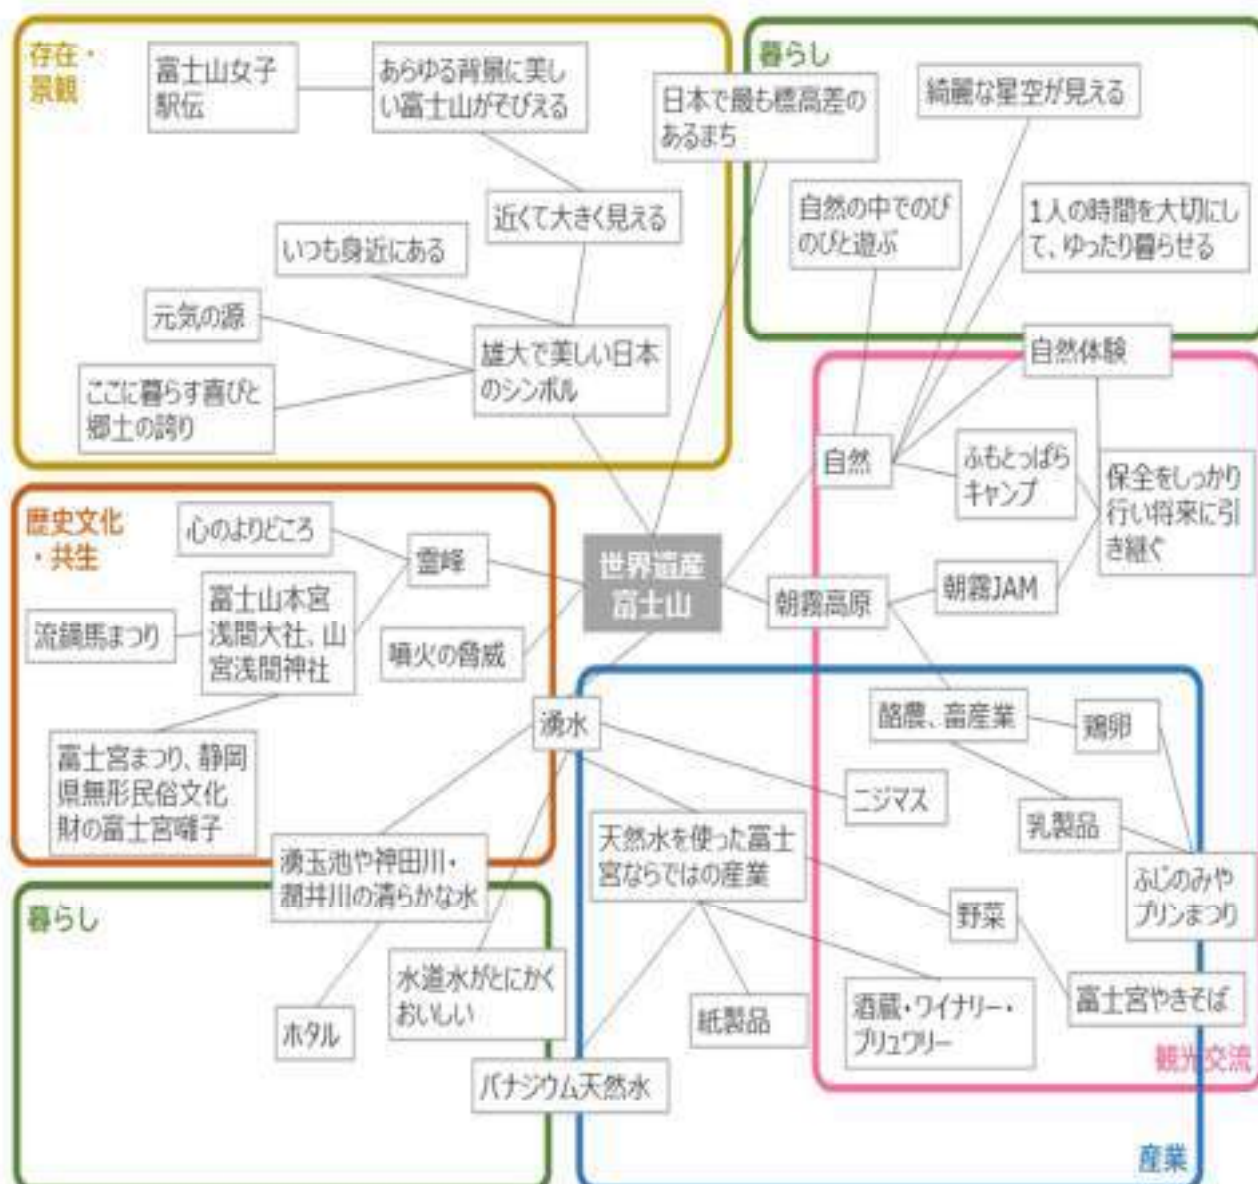 存在・
景観
富士山女子
駅伝
あらゆる背景に美し
い富士山がそびえる
近くて大きく見える
いつも身近にある
元気の源
ここに暮らす喜びと
郷土の誇り
雄大で美しい日本
のシンボル
日本で最も標高差の
あるまち
暮らし
綺麗な星空が見える
自然の中でのび
のびと遊ぶ
1人の時間を大切にし
て、ゆったり暮らせる
自然体験
自然
ふもとっぱら
キャンプ
保全をしっかり
行い将来に引
き継ぐ
世界遺産
富士山
朝霧高原
朝霧JAM
歴史文化
・共生
心のよりどころ
霊峰
富士山本宮
浅間大社、山
宮浅間神社
流鏑馬まつり
噴火の脅威
富士宮まつり、静岡
県無形民俗文化
財の富士宮囃子
湧水
酪農、畜産業
鶏卵
ニジマス
乳製品
ふじのみや
プリンまつり
天然水を使った富士
宮ならではの産業
野菜
富士宮やきそば
湧玉池や神田川・
潤井川の清らかな水
暮らし
ホタル
水道水がとにかく
おいしい
バナジウム天然水
紙製品
酒蔵・ワイナリー・
ブリュワリー
観光交流
産業